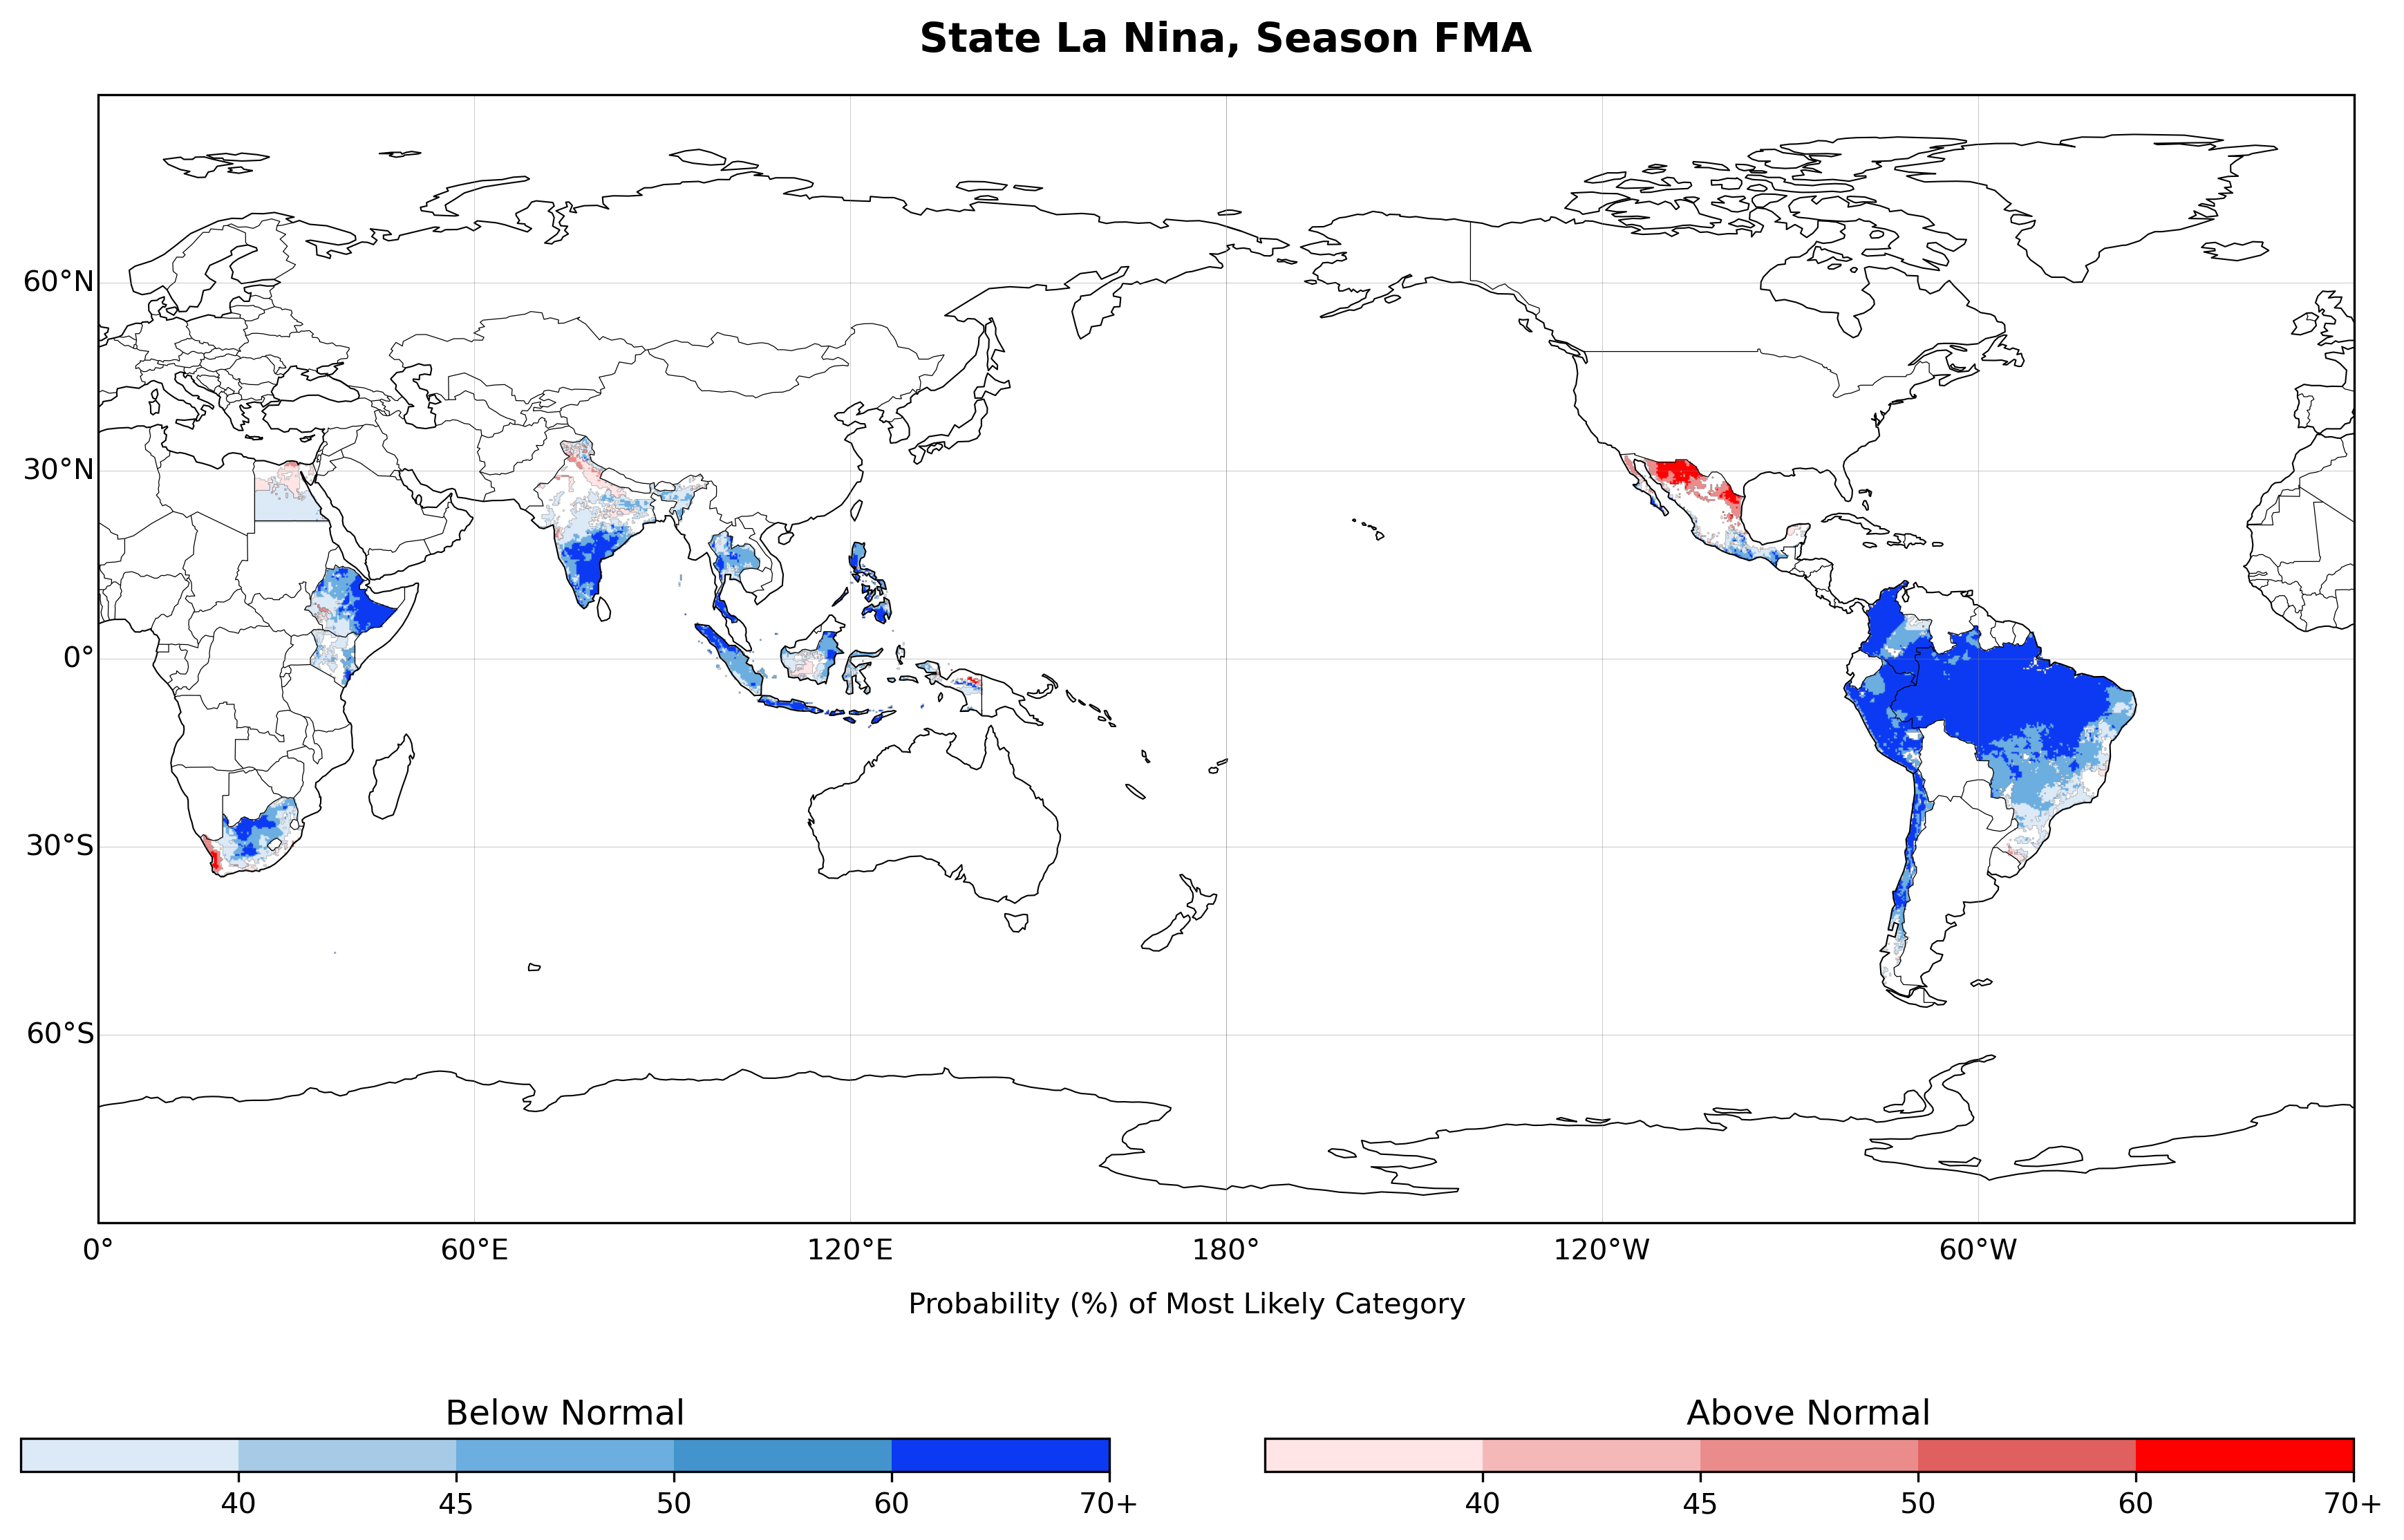 State La Nina, Season FMA
60°N
30°N
0°
30°S
60°S
0° 60°E 120°E 180° 120°W 60°W
Probability (%) of Most Likely Category
Below Normal
40 45 50 60 70+
Above Normal
40 45 50 60 70+